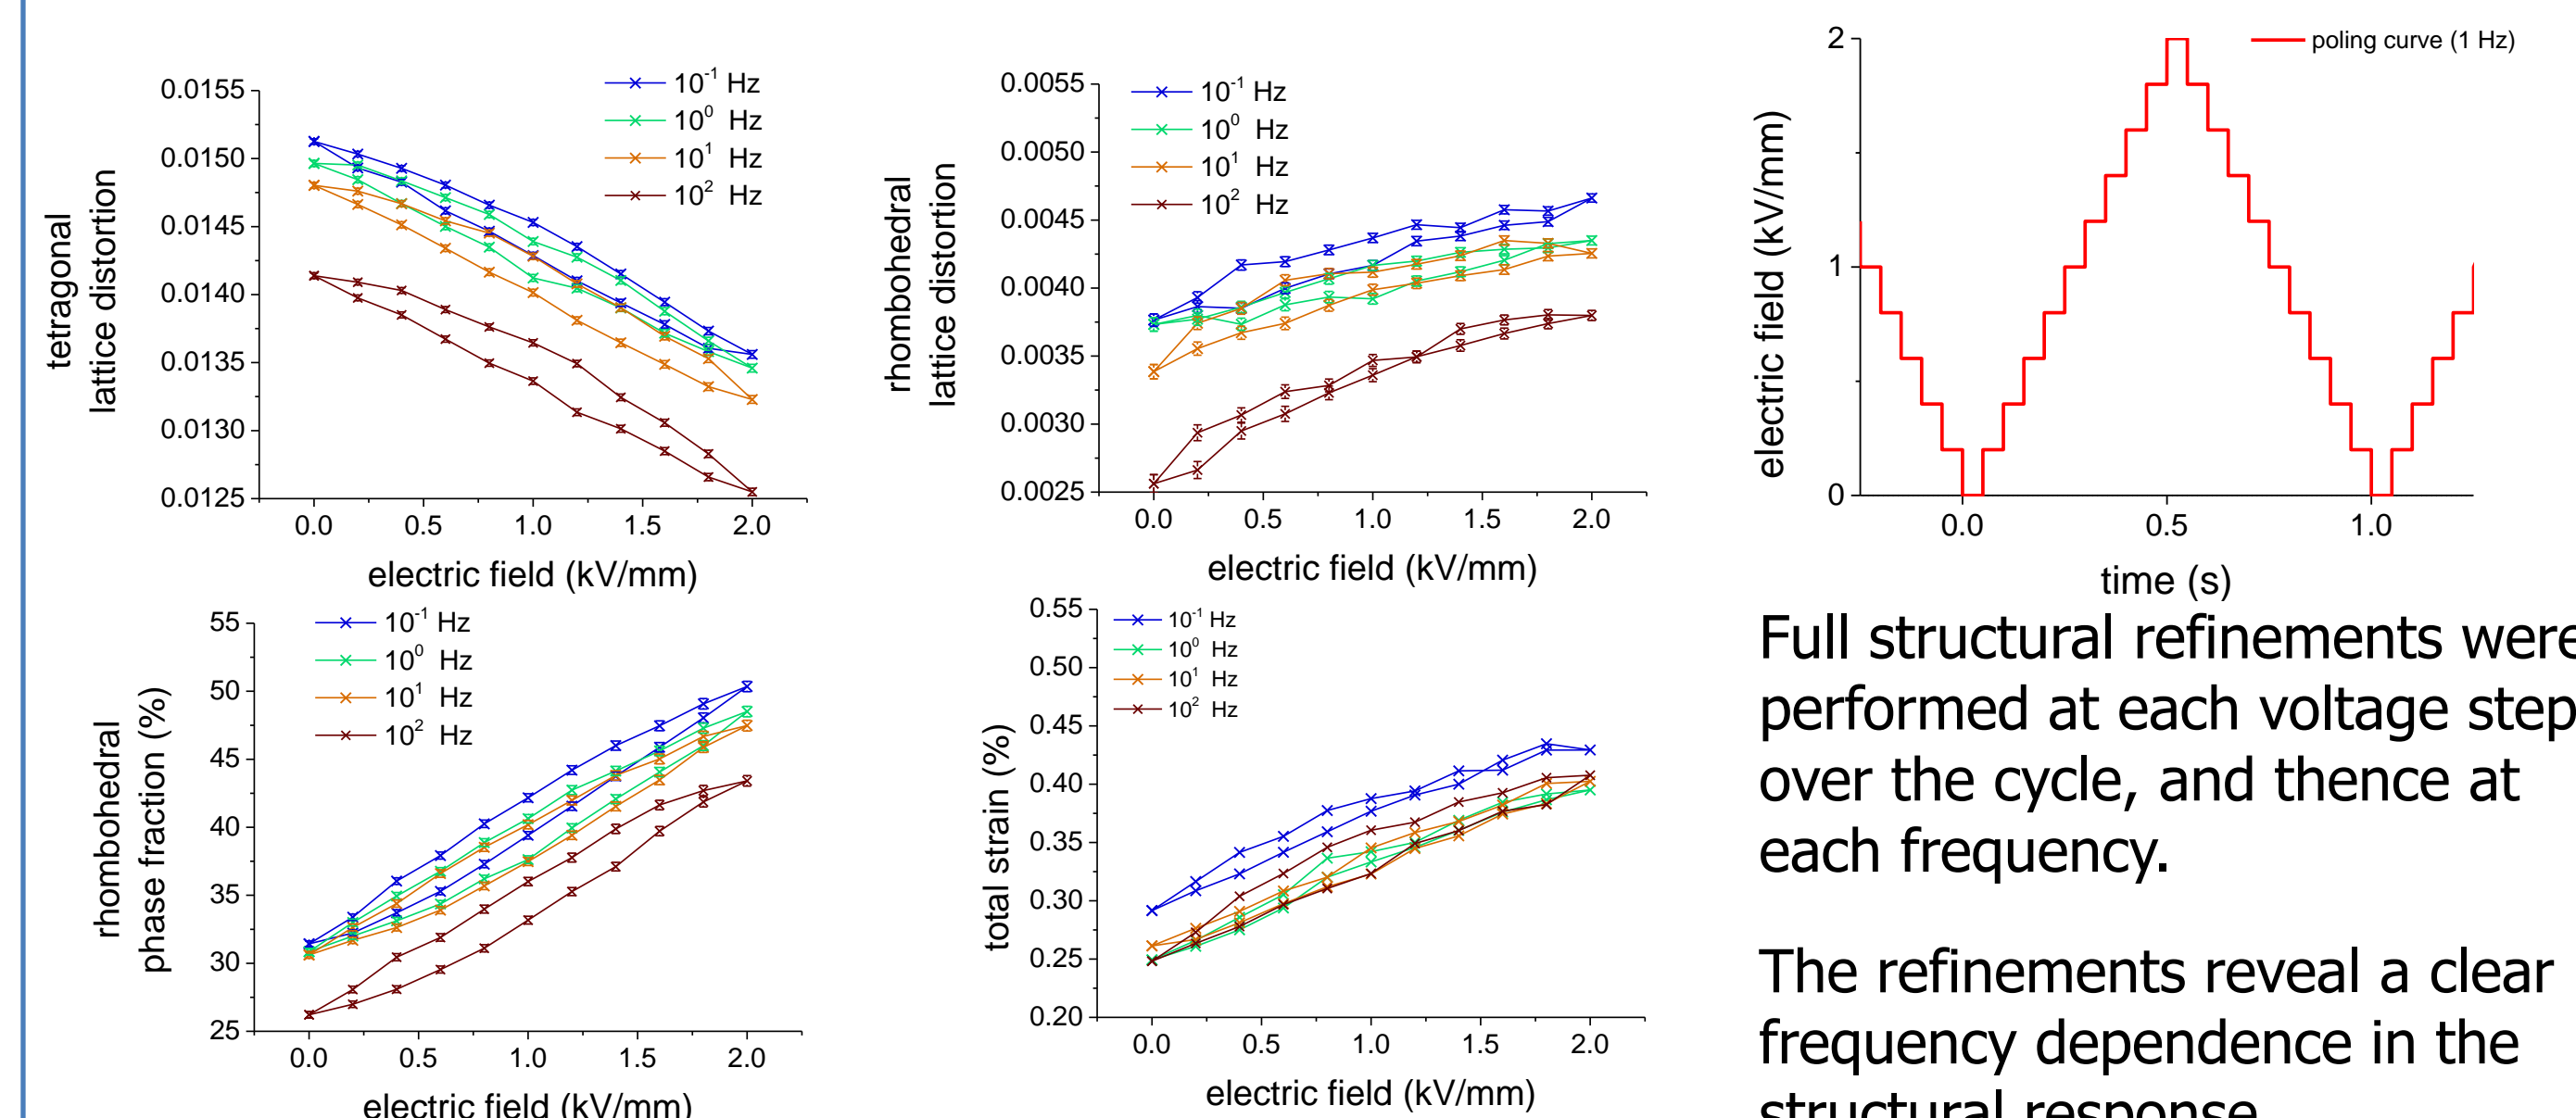 0.0155
0.0150
0.0145
0.0140
0.0135
0.0130
0.0125
0.0 0.5 1.0 1.5 2.0
tetragonal
lattice distortion
electric field (kV/mm)
10-1 Hz
100 Hz
101 Hz
102 Hz
0.0055
0.0050
0.0045
0.0040
0.0035
0.0030
0.0025
0.0 0.5 1.0 1.5 2.0
rhombohedral
lattice distortion
electric field (kV/mm)
10-1 Hz
100 Hz
101 Hz
102 Hz
2
1
0
0.0 0.5 1.0
electric field (kV/mm)
time (s)
poling curve (1 Hz)
55
50
45
40
35
30
25
0.0 0.5 1.0 1.5 2.0
rhombohedral
phase fraction (%)
electric field (kV/mm)
10-1 Hz
100 Hz
101 Hz
102 Hz
0.55
0.50
0.45
0.40
0.35
0.30
0.25
0.20
0.0 0.5 1.0 1.5 2.0
total strain (%)
electric field (kV/mm)
10-1 Hz
100 Hz
101 Hz
102 Hz
Full structural refinements were
performed at each voltage step
over the cycle, and thence at
each frequency.
The refinements reveal a clear
frequency dependence in the
structural response